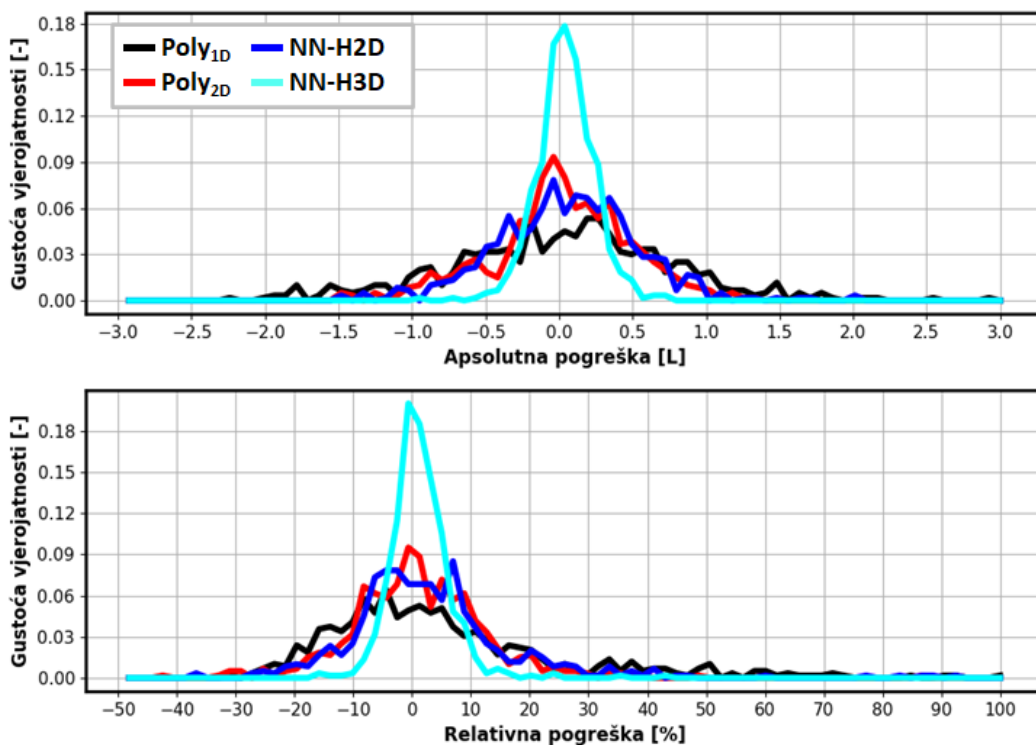 Gustoća vjerojatnosti [-]
0.18
0.15
0.12
0.09
0.06
0.03
0.00
Poly1D NN-H2D
Poly2D NN-H3D
−3.0 −2.5 −2.0 −1.5 −1.0 −0.5 0.0 0.5 1.0 1.5 2.0 2.5 3.0
Apsolutna pogreška [L]
Gustoća vjerojatnosti [-]
0.18
0.15
0.12
0.09
0.06
0.03
0.00
−50 −40 −30 −20 −10 0 10 20 30 40 50 60 70 80 90 100
Relativna pogreška [%]